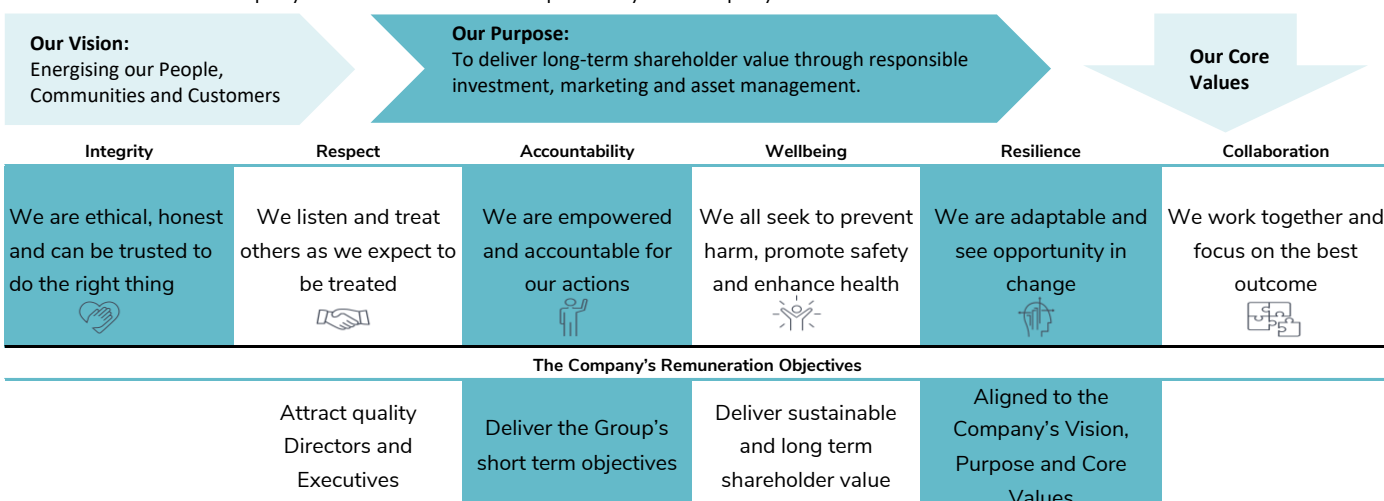 Our Vision:
Energising our People,
Communities and Customers
Our Purpose:
To deliver long-term shareholder value through responsible
investment, marketing and asset management.
Our Core
Values
Integrity
Respect
Accountability
Wellbeing
Resilience
Collaboration
We are ethical, honest
and can be trusted to
do the right thing
We listen and treat
others as we expect to
be treated
We are empowered
and accountable for
our actions
We all seek to prevent
harm, promote safety
and enhance health
We are adaptable and
see opportunity in
change
We work together and
focus on the best
outcome
The Company's Remuneration Objectives
Attract quality
Directors and
Executives
Deliver the Group's
short term objectives
Deliver sustainable
and long term
shareholder value
Aligned to the
Company's Vision,
Purpose and Core
Values